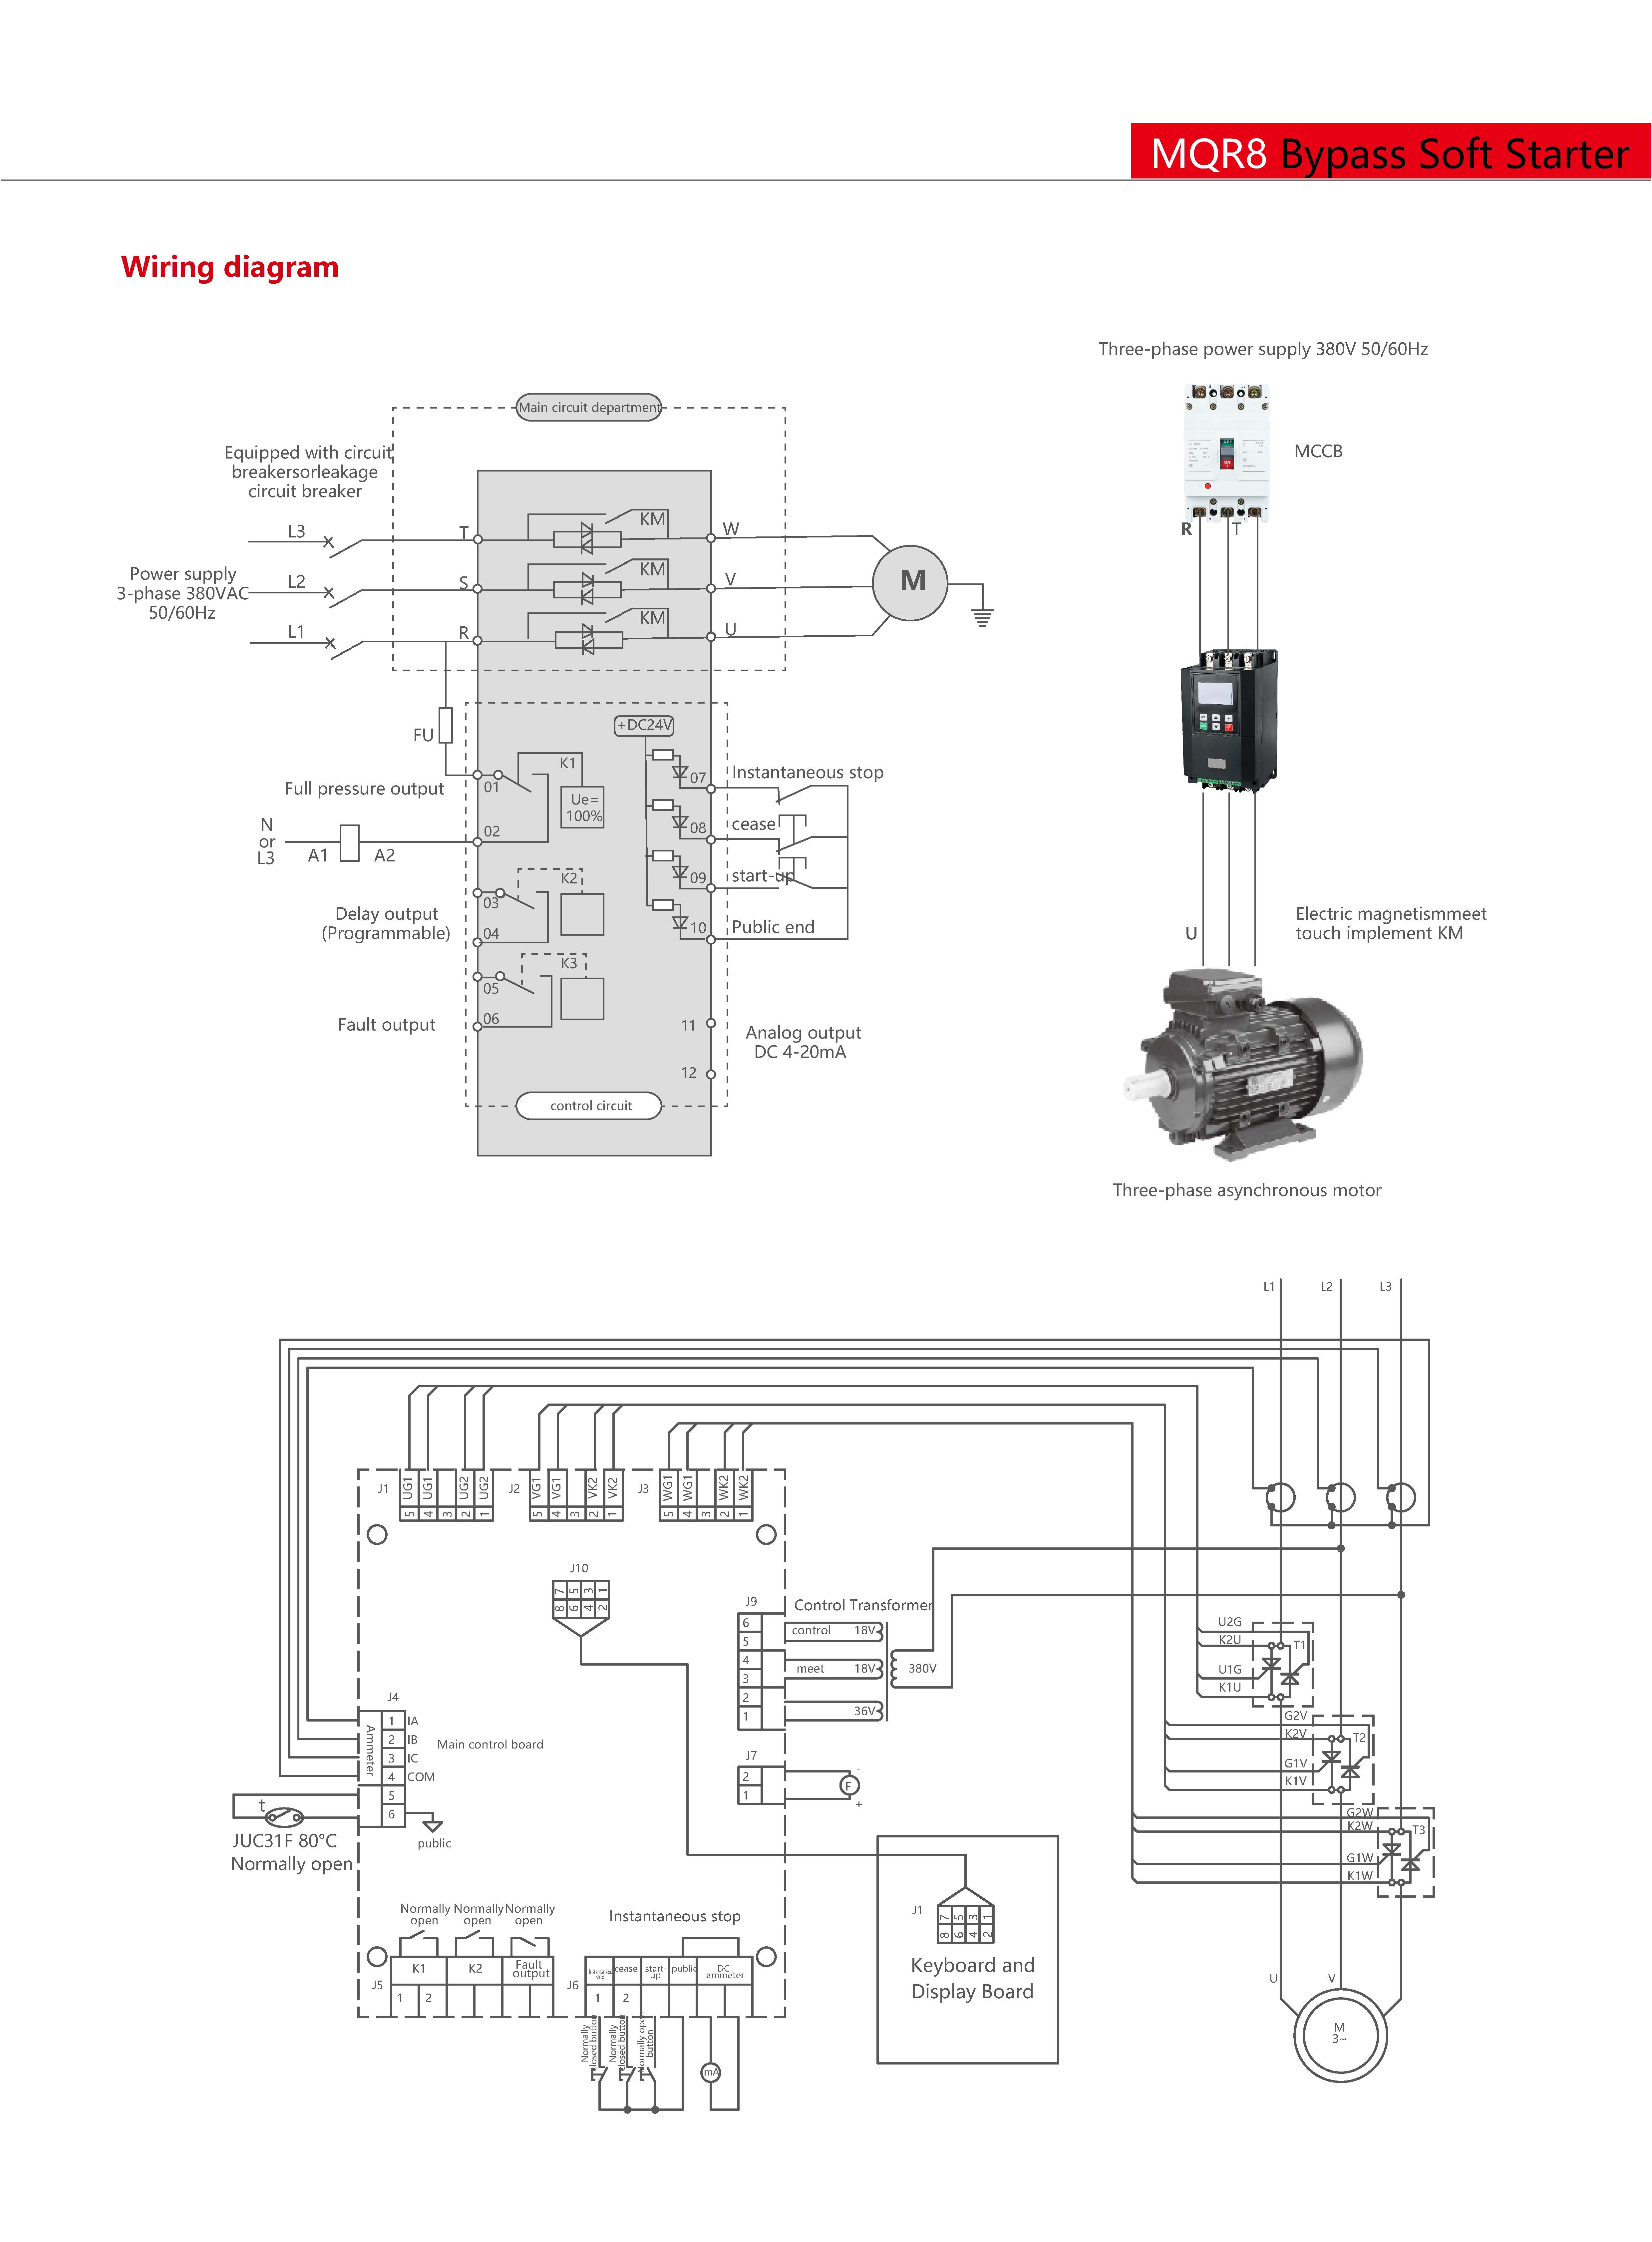 MQR8 Bypass Soft Starter
Wiring diagram
Three-phase power supply 380V 50/60Hz
Main circuit department
Equipped with circuit
breakersorleakage
circuit breaker
MCCB
R
T
L3
T
KM
W
Power supply
3-phase 380VAC
50/60Hz
L2
S
KM
V
M
L1
R
KM
U
FU
+DC24V
K1
Full pressure output
01
Ue=
100%
07
Instantaneous stop
N
or
L3
A1
A2
02
08
cease
K2
09
start-up
Delay output
(Programmable)
03
04
10
Public end
U
Electric magnetismmeet
touch implement KM
K3
05
Fault output
06
11
Analog output
DC 4-20mA
12
control circuit
Three-phase asynchronous motor
L1
L2
L3
J1
UG1
UG1
UG2
UG2
5
4
3
2
1
J2
VG1
VG1
VK2
VK2
5
4
3
2
1
J3
WG1
WG1
WK2
WK2
5
4
3
2
1
J10
7
5
3
1
8
6
4
2
J9
Control Transformer
6
control
18V
5
4
meet
18V
380V
3
2
36V
1
U2G
K2U
T1
U1G
K1U
G2V
K2V
T2
G1V
K1V
G2W
K2W
T3
G1W
K1W
J4
Ammeter
1
IA
2
IB
3
IC
4
COM
5
6
Main control board
public
t
JUC31F 80°C
Normally open
J7
2
1
F
-
+
Normally
open
Normally
open
Normally
open
Instantaneous stop
J5
K1
K2
Fault
output
1
2
J6
Instantaneous
stop
cease
start-
up
public
DC
ammeter
1
2
Normally
closed button
Normally
closed button
Normally open
button
mA
J1
7
5
3
1
8
6
4
2
Keyboard and
Display Board
U
V
M
3~